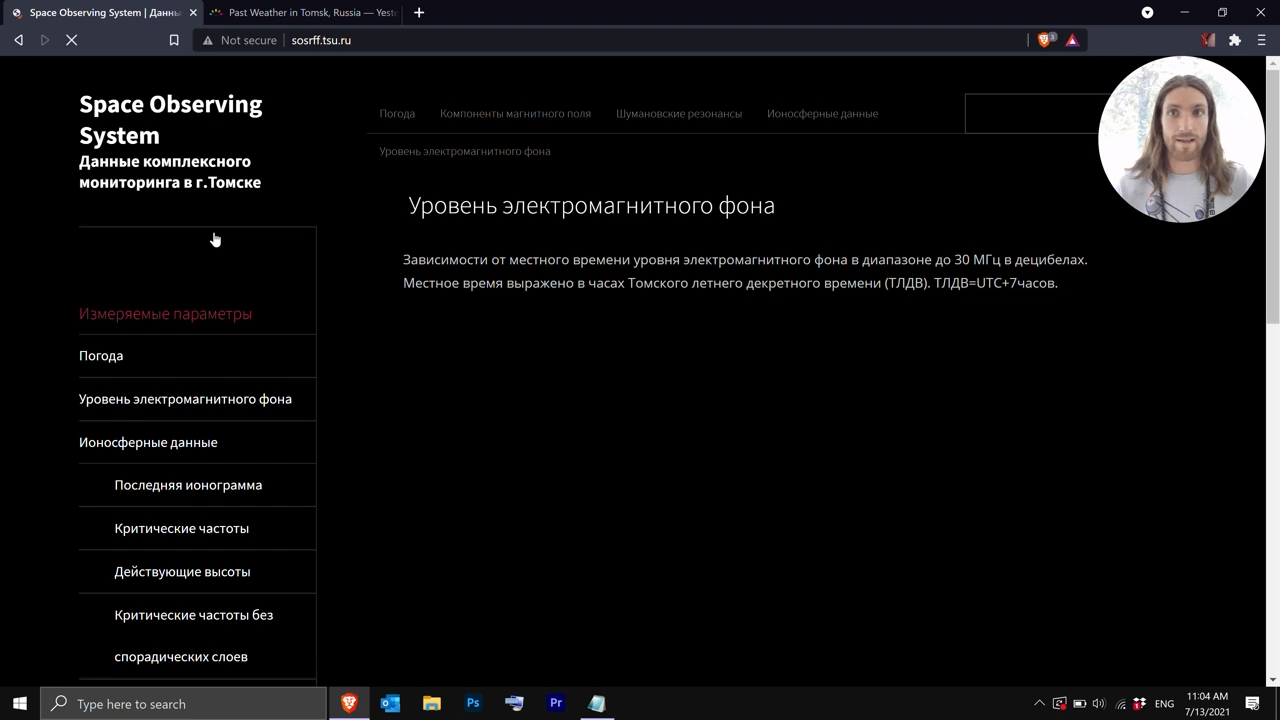 Space Observing System | Данны
Past Weather in Tomsk, Russia — Yeste
Not secure
sosrff.tsu.ru
3
Space Observing
System
Данные комплексного
мониторинга в г.Томске
Погода
Компоненты магнитного поля
Шумановские резонансы
Ионосферные данные
Уровень электромагнитного фона
Уровень электромагнитного фона
Зависимости от местного времени уровня электромагнитного фона в диапазоне до 30 МГц в децибелах.
Местное время выражено в часах Томского летнего декретного времени (ТЛДВ). ТЛДВ=UTC+7часов.
Измеряемые параметры
Погода
Уровень электромагнитного фона
Ионосферные данные
Последняя ионограмма
Критические частоты
Действующие высоты
Критические частоты без
спорадических слоев
Type here to search
Ps
Pr
ENG
11:04 AM
7/13/2021